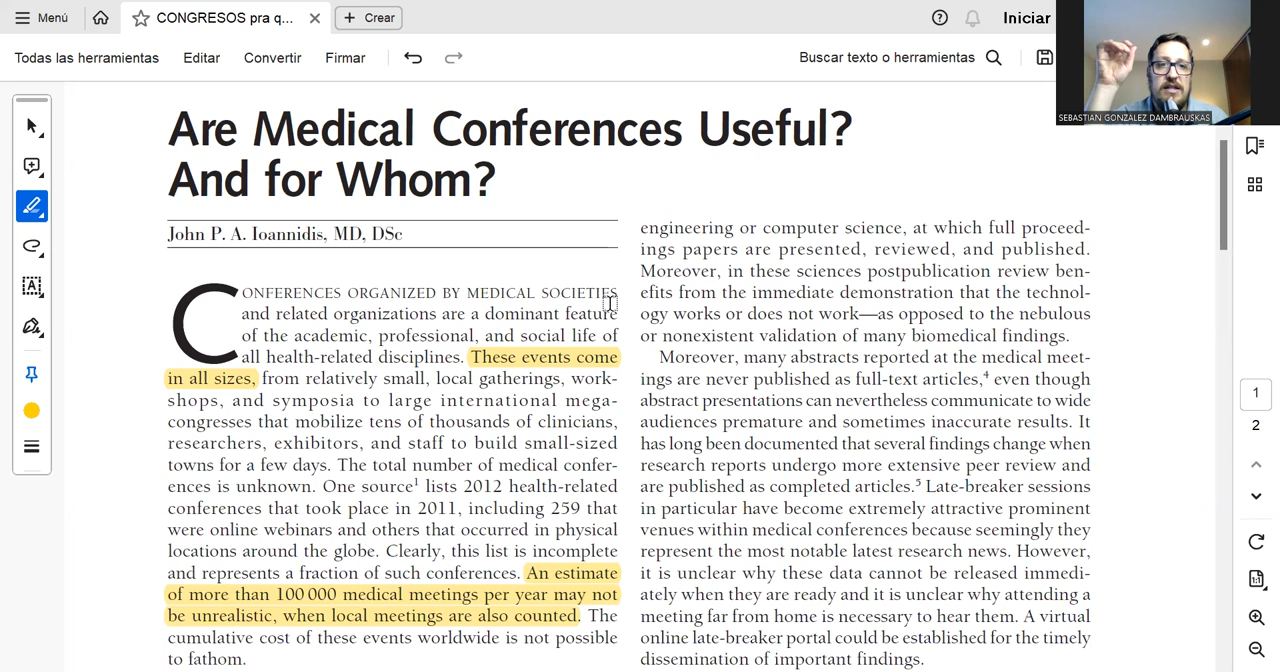 Menú
CONGRESOS pra q...
Crear
Iniciar
Todas las herramientas
Editar
Convertir
Firmar
Buscar texto o herramientas
SEBASTIAN GONZALEZ DAMBRAUSKAS
Are Medical Conferences Useful?
And for Whom?
John P. A. Ioannidis, MD, DSc
CONFERENCES ORGANIZED BY MEDICAL SOCIETIES
and related organizations are a dominant feature
of the academic, professional, and social life of
all health-related disciplines. These events come
in all sizes, from relatively small, local gatherings, work-
shops, and symposia to large international mega-
congresses that mobilize tens of thousands of clinicians,
researchers, exhibitors, and staff to build small-sized
towns for a few days. The total number of medical confer-
ences is unknown. One source1 lists 2012 health-related
conferences that took place in 2011, including 259 that
were online webinars and others that occurred in physical
locations around the globe. Clearly, this list is incomplete
and represents a fraction of such conferences. An estimate
of more than 100 000 medical meetings per year may not
be unrealistic, when local meetings are also counted. The
cumulative cost of these events worldwide is not possible
to fathom.
engineering or computer science, at which full proceed-
ings papers are presented, reviewed, and published.
Moreover, in these sciences postpublication review ben-
efits from the immediate demonstration that the technol-
ogy works or does not work—as opposed to the nebulous
or nonexistent validation of many biomedical findings.
Moreover, many abstracts reported at the medical meet-
ings are never published as full-text articles,4 even though
abstract presentations can nevertheless communicate to wide
audiences premature and sometimes inaccurate results. It
has long been documented that several findings change when
research reports undergo more extensive peer review and
are published as completed articles.5 Late-breaker sessions
in particular have become extremely attractive prominent
venues within medical conferences because seemingly they
represent the most notable latest research news. However,
it is unclear why these data cannot be released immedi-
ately when they are ready and it is unclear why attending a
meeting far from home is necessary to hear them. A virtual
online late-breaker portal could be established for the timely
dissemination of important findings.
1
2
1:1